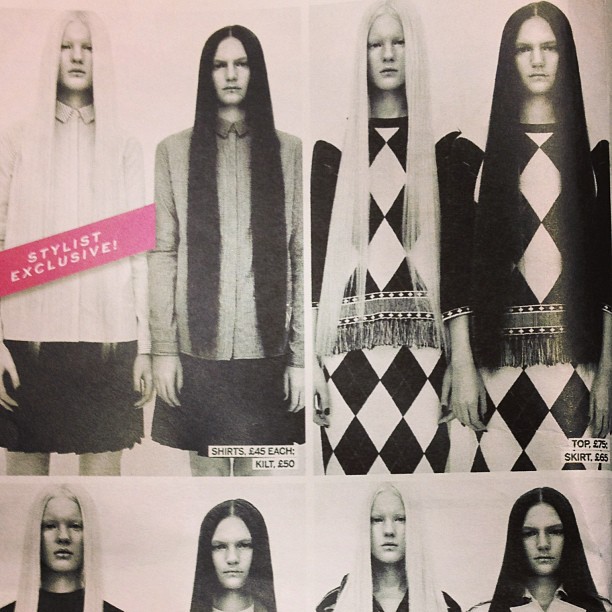 STYLIST
EXCLUSIVE!
SHIRTS, £45 EACH;
KILT, £50
TOP, £75;
SKIRT, £65